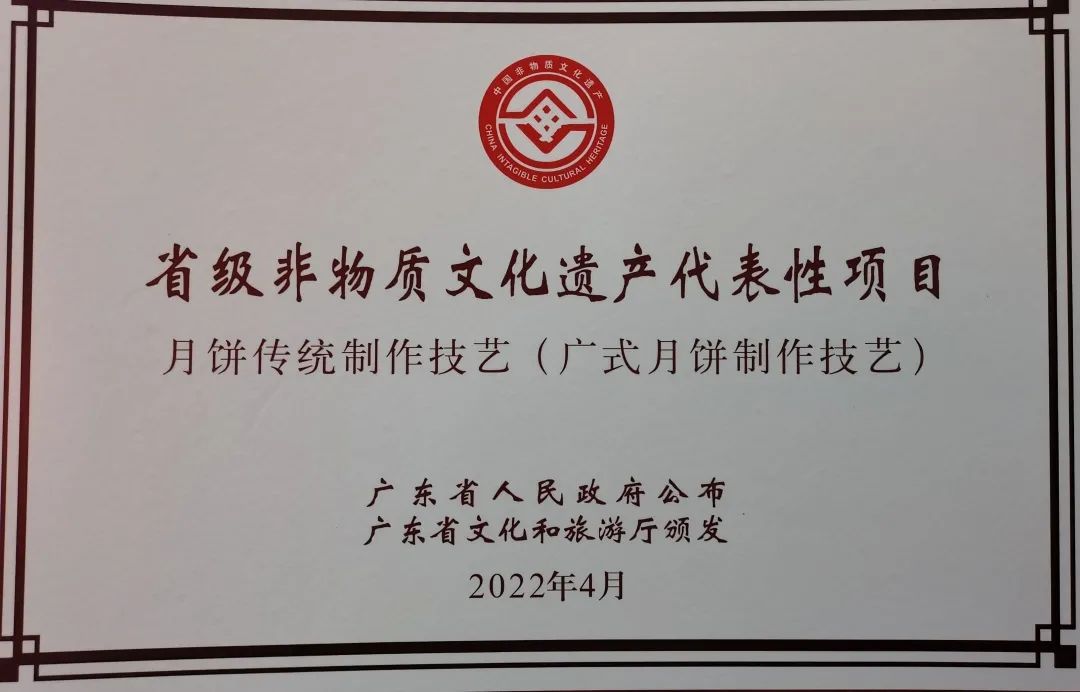 中国非物质文化遗产
CHINA INTAGIBLE CULTURAL HERITAGE
省级非物质文化遗产代表性项目
月饼传统制作技艺（广式月饼制作技艺）
广东省人民政府公布
广东省文化和旅游厅颁发
2022年4月